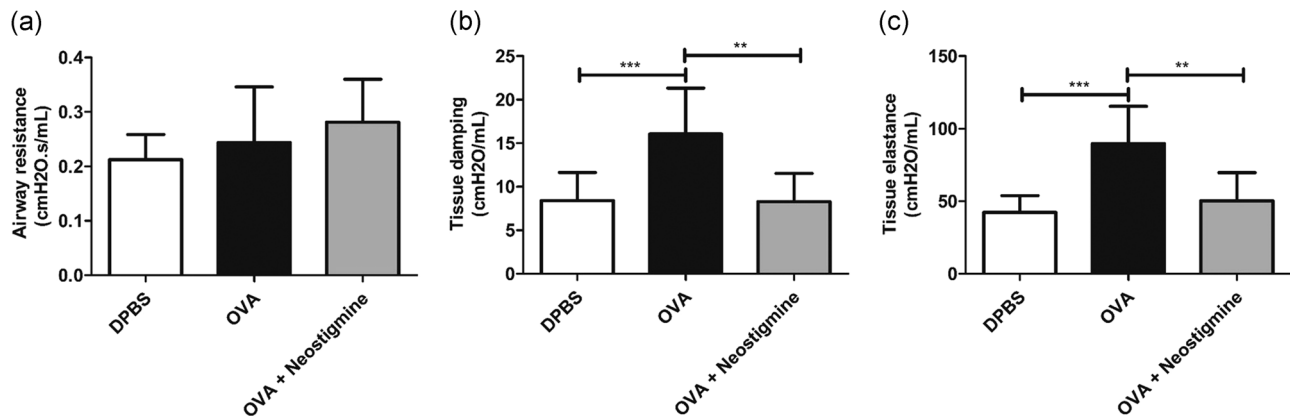 (a)
Airway resistance
(cmH2O.s/mL)
0.4
0.3
0.2
0.1
0.0
DPBS
OVA
OVA + Neostigmine
(b)
Tissue damping
(cmH2O/mL)
25
20
15
10
5
0
***
**
DPBS
OVA
OVA + Neostigmine
(c)
Tissue elastance
(cmH2O/mL)
150
100
50
0
***
**
DPBS
OVA
OVA + Neostigmine